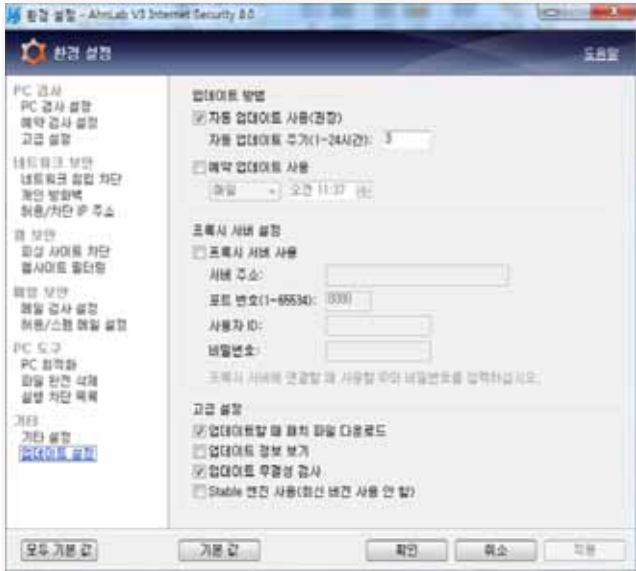 환경 설정 - AhnLab V3 Internet Security 8.0
환경 설정
도움말
PC 검사
PC 검사 설정
예약 검사 설정
고급 설정
네트워크 보안
네트워크 침입 차단
개인 방화벽
허용/차단 IP 주소
웹 보안
피싱 사이트 차단
웹사이트 필터링
메일 보안
메일 검사 설정
허용/스팸 메일 설정
PC 도구
PC 최적화
파일 완전 삭제
실행 차단 목록
기타
기타 설정
업데이트 설정
업데이트 방법
자동 업데이트 사용(권장)
자동 업데이트 주기(1~24시간): 3
예약 업데이트 사용
매일 오전 11:37
프록시 서버 설정
프록시 서버 사용
서버 주소:
포트 번호(1~65534): 8080
사용자 ID:
비밀번호:
프록시 서버에 연결할 때 사용할 ID와 비밀번호를 입력하십시오.
고급 설정
업데이트할 때 패치 파일 다운로드
업데이트 정보 보기
업데이트 무결성 검사
Stable 엔진 사용(최신 버전 사용 안 함)
모두 기본 값
기본 값
확인
취소
적용